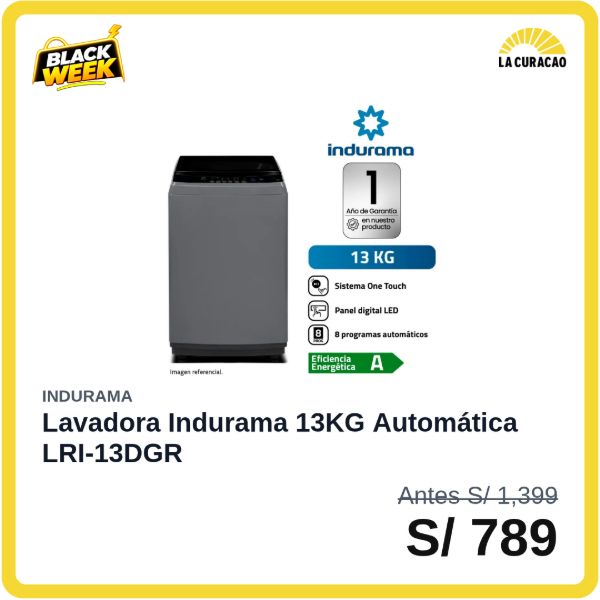 BLACK
WEEK
LA CURACAO
indurama
1
Año de Garantía
en nuestro
producto
13 KG
Sistema One Touch
Panel digital LED
8
PROG
8 programas automáticos
Eficiencia
Energética
A
Imagen referencial.
INDURAMA
Lavadora Indurama 13KG Automática
LRI-13DGR
Antes S/ 1,399
S/ 789